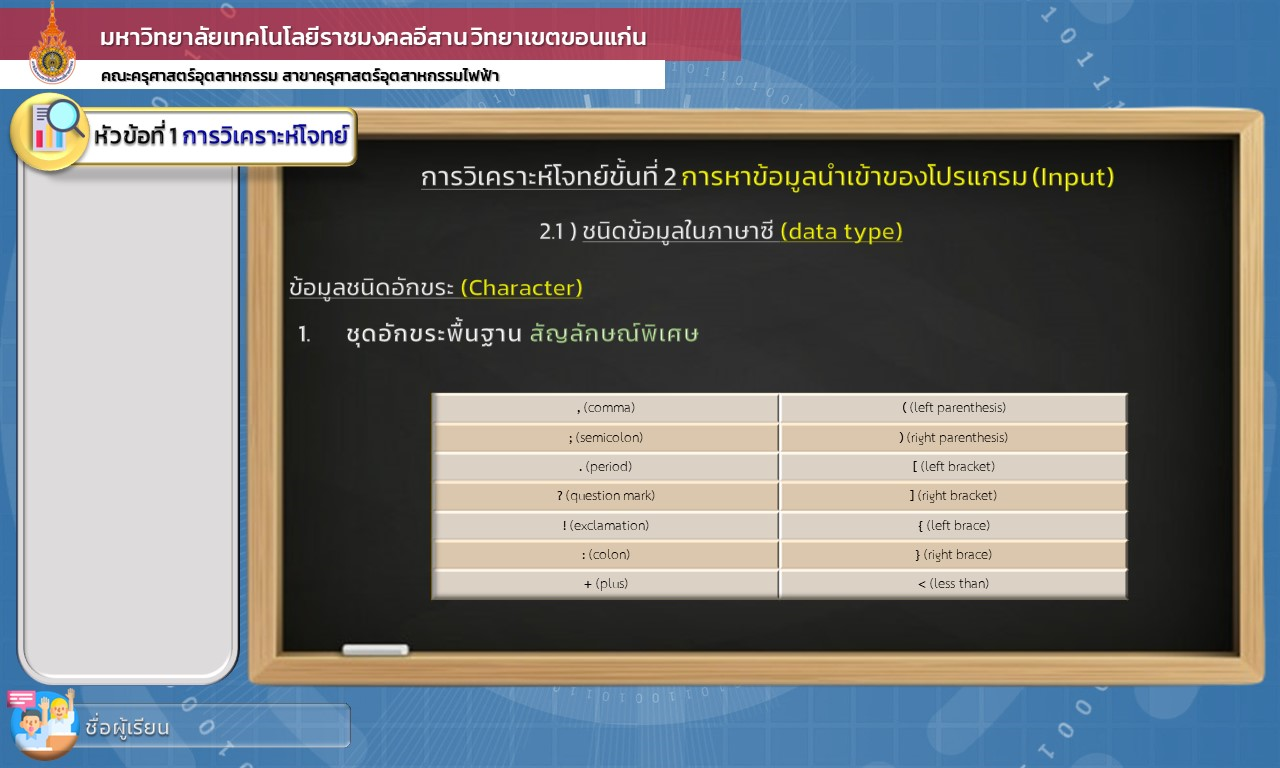 มหาวิทยาลัยเทคโนโลยีราชมงคลอีสาน วิทยาเขตขอนแก่น
คณะครุศาสตร์อุตสาหกรรม สาขาครุศาสตร์อุตสาหกรรมไฟฟ้า
หัวข้อที่ 1 การวิเคราะห์โจทย์
การวิเคราะห์โจทย์ขั้นที่ 2 การหาข้อมูลนำเข้าของโปรแกรม (Input)
2.1 ) ชนิดข้อมูลในภาษาซี (data type)
ข้อมูลชนิดอักขระ (Character)
1. ชุดอักขระพื้นฐาน สัญลักษณ์พิเศษ
, (comma) ( (left parenthesis)
; (semicolon) ) (right parenthesis)
. (period) [ (left bracket)
? (question mark) ] (right bracket)
! (exclamation) { (left brace)
: (colon) } (right brace)
+ (plus) < (less than)
ชื่อผู้เรียน